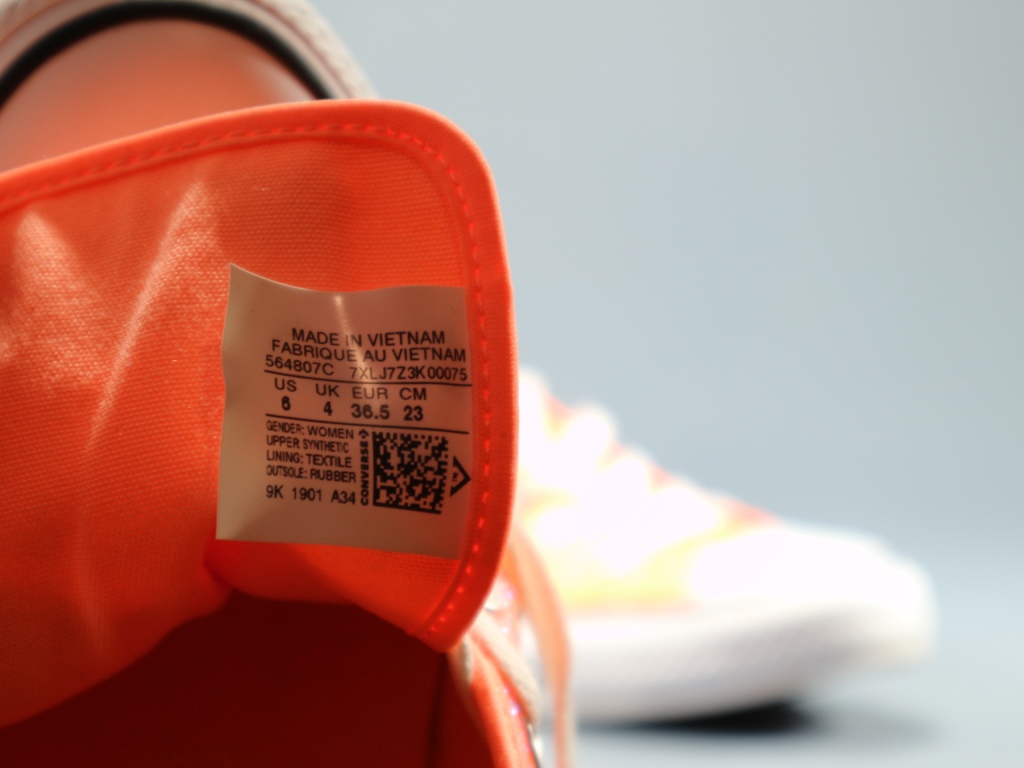 MADE IN VIETNAM
FABRIQUE AU VIETNAM
564807C 7XLJ7Z3K00075
US UK EUR CM
6 4 36.5 23
GENDER: WOMEN
UPPER: SYNTHETIC
LINING: TEXTILE
OUTSOLE: RUBBER
9K 1901 A34
CONVERSE